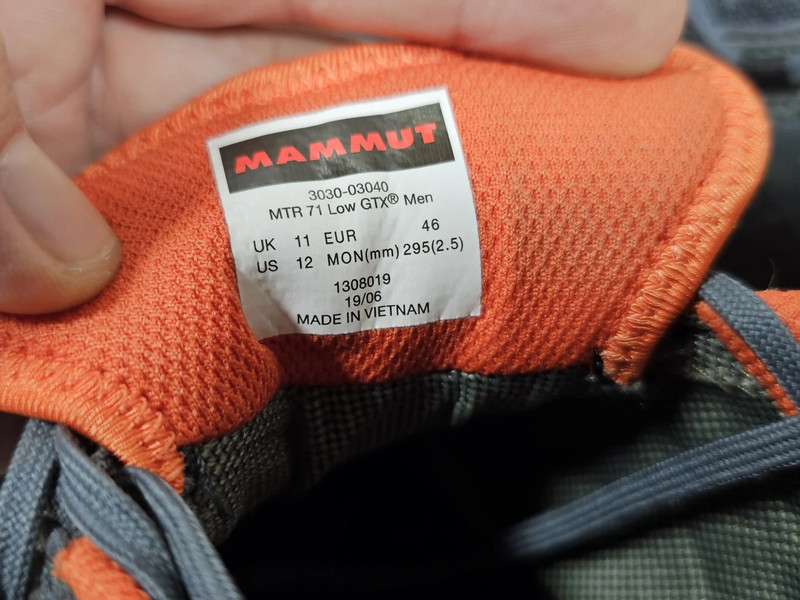 MAMMUT
3030-03040
MTR 71 Low GTX® Men
UK 11 EUR 46
US 12 MON(mm) 295(2.5)
1308019
19/06
MADE IN VIETNAM